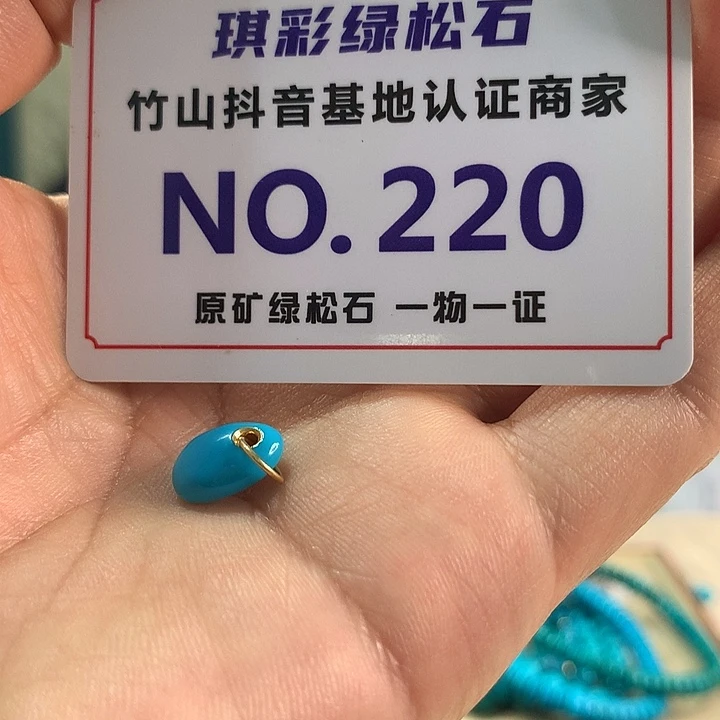 琪彩绿松石
竹山抖音基地认证商家
NO.220
原矿绿松石 一物一证